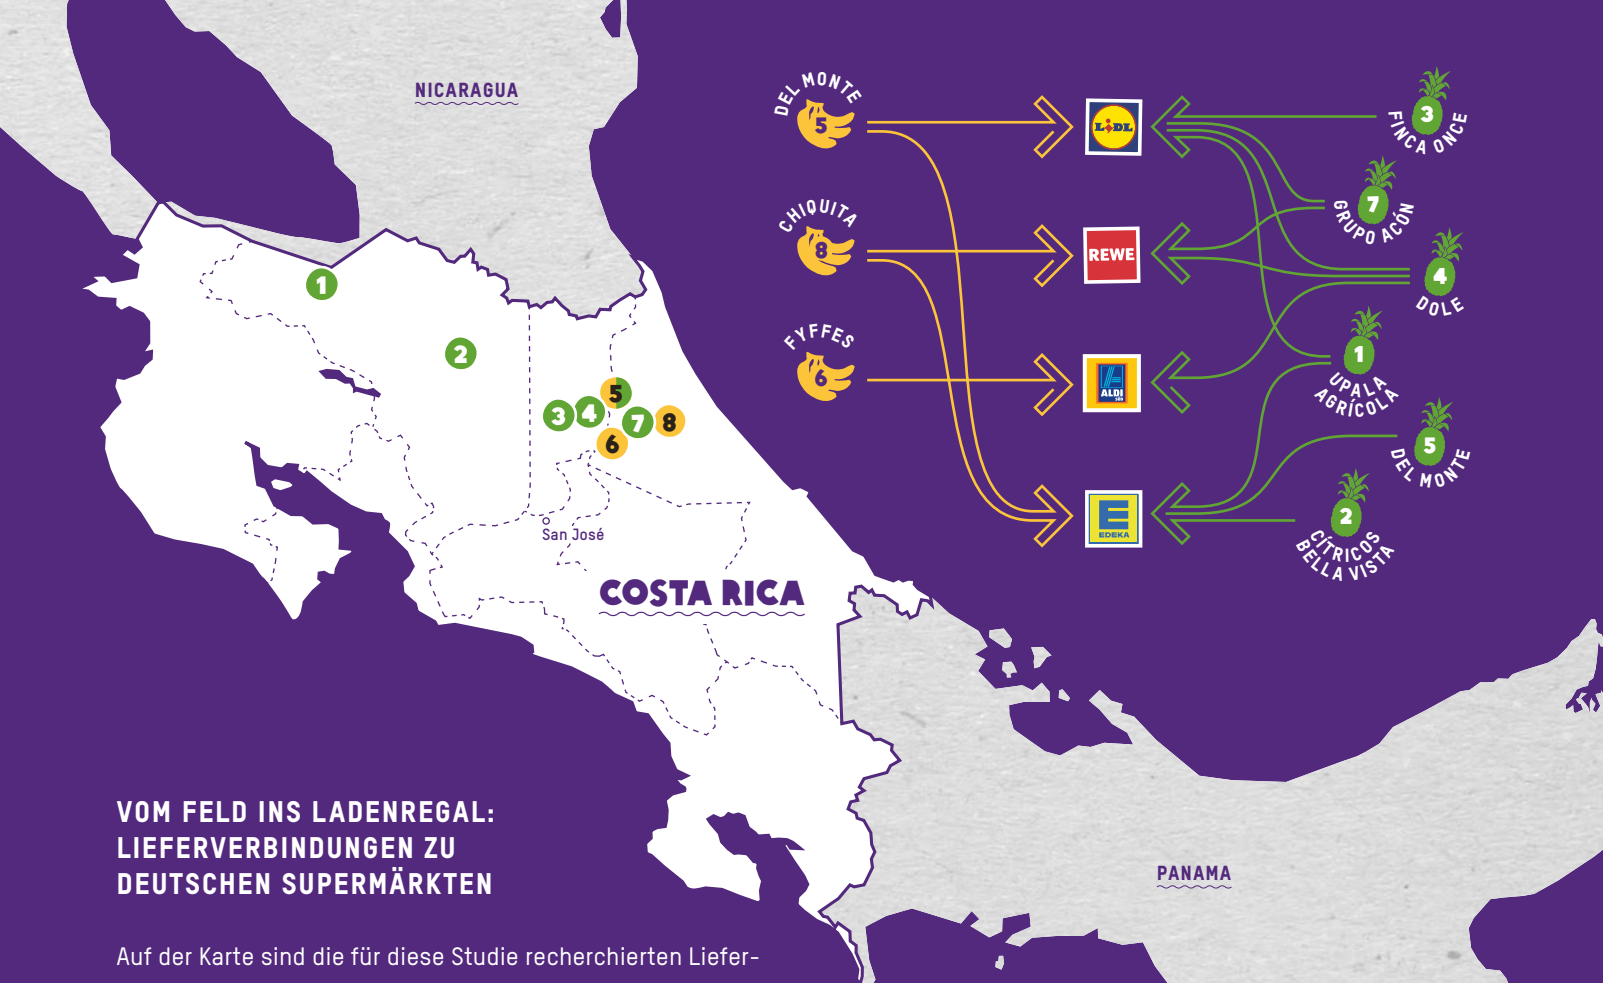 NICARAGUA
DEL MONTE
5
LIDL
3
FINCA ONCE
7
GRUPO ACÓN
CHIQUITA
8
REWE
4
DOLE
1
2
FYFFES
6
ALDI
SÜD
1
UPALA
AGRÍCOLA
5
3
4
7
8
6
5
DEL MONTE
San José
EDEKA
2
CÍTRICOS
BELLA VISTA
COSTA RICA
VOM FELD INS LADENREGAL:
LIEFERVERBINDUNGEN ZU
DEUTSCHEN SUPERMÄRKTEN
PANAMA
Auf der Karte sind die für diese Studie recherchierten Liefer-